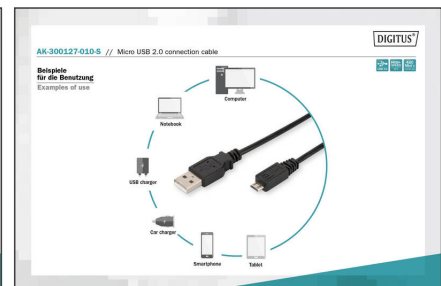 DIGITUS®
AK-300127-010-S // Micro USB 2.0 connection cable
Beispiele
für die Benutzung
Examples of use
Computer
Notebook
USB charger
Car charger
Smartphone
Tablet